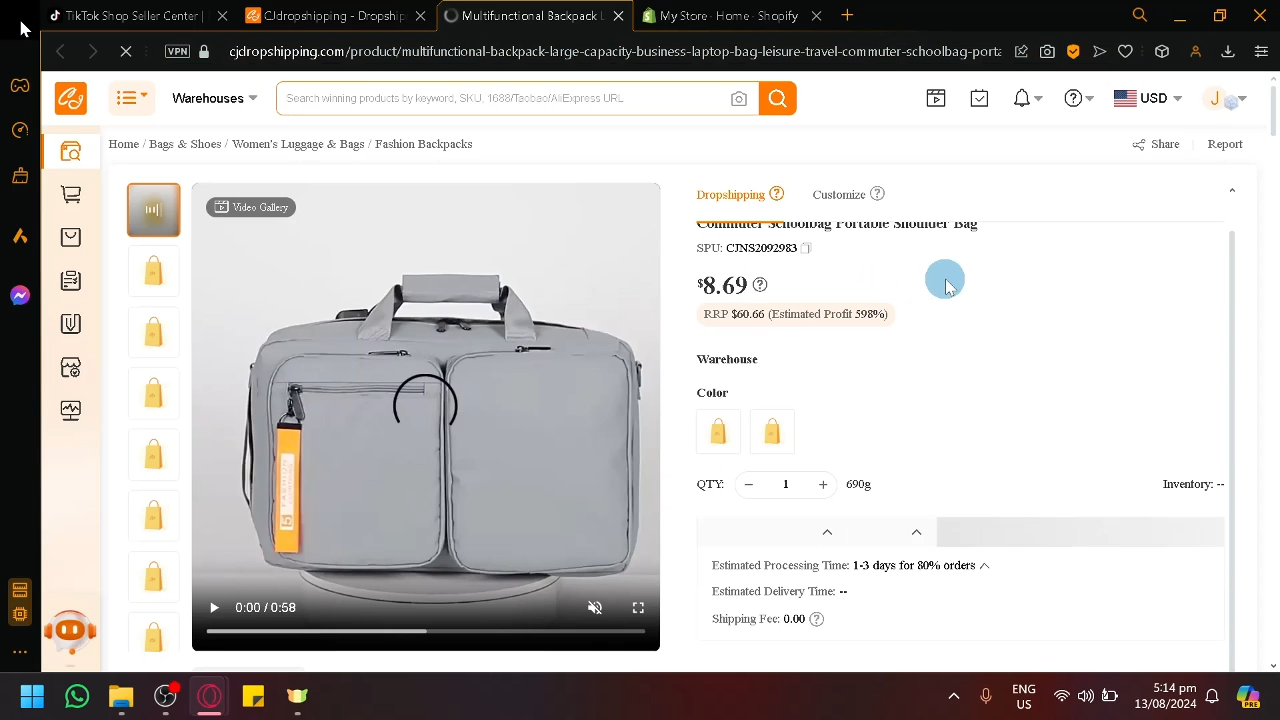 TikTok Shop Seller Center |
CJdropshipping - Dropship
Multifunctional Backpack L
My Store · Home · Shopify
VPN
cjdropshipping.com/product/multifunctional-backpack-large-capacity-business-laptop-bag-leisure-travel-commuter-schoolbag-porta
Warehouses
Search winning products by keyword, SKU, 1688/Taobao/AliExpress URL
USD
J
Home / Bags & Shoes / Women's Luggage & Bags / Fashion Backpacks
Share
Report
Video Gallery
Dropshipping
Customize
Commuter Schoolbag Portable Shoulder Bag
SPU: CJNS2092983
$8.69
RRP $60.66 (Estimated Profit 598%)
Warehouse
Color
QTY:
1
690g
Inventory: --
Estimated Processing Time: 1-3 days for 80% orders
Estimated Delivery Time: --
Shipping Fee: 0.00
0:00 / 0:58
ENG
US
5:14 pm
13/08/2024
PRE